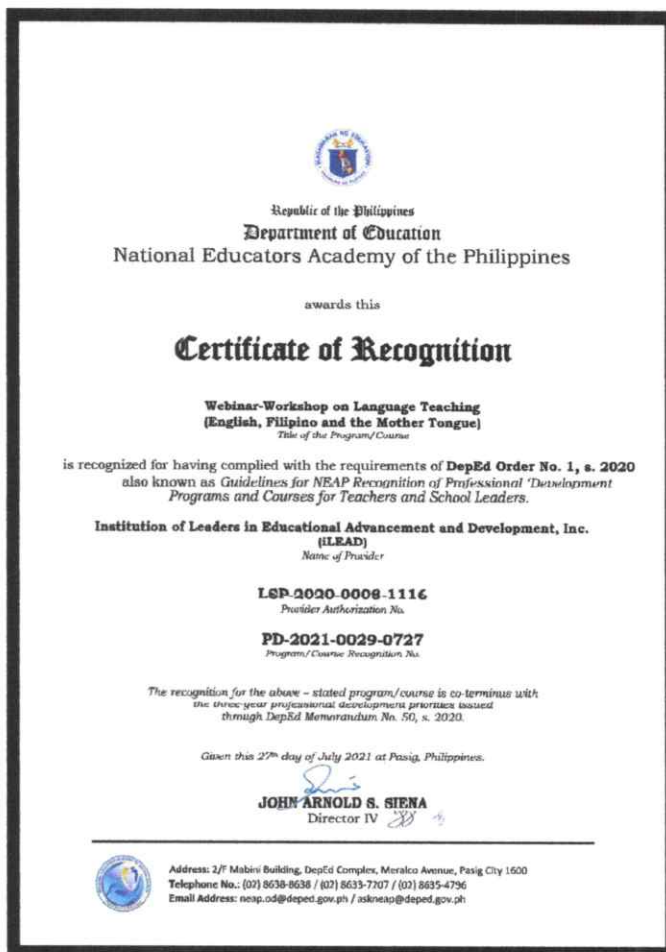 Republic of the Philippines
Department of Education
National Educators Academy of the Philippines
awards this
Certificate of Recognition
Webinar-Workshop on Language Teaching
(English, Filipino and the Mother Tongue)
Title of the Program/Course
is recognized for having complied with the requirements of DepEd Order No. 1, s. 2020
also known as Guidelines for NEAP Recognition of Professional 'Development
Programs and Courses for Teachers and School Leaders.
Institution of Leaders in Educational Advancement and Development, Inc.
(iLEAD)
Name of Provider
LSP-2020-0008-1116
Provider Authorization No.
PD-2021-0029-0727
Program/Course Recognition No.
The recognition for the above – stated program/course is co-terminus with
the three-year professional development priorities issued
through DepEd Memorandum No. 50, s. 2020.
Given this 27th day of July 2021 at Pasig, Philippines.
JOHN ARNOLD S. SIENA
Director IV
Address: 2/F Mabini Building, DepEd Complex, Meralco Avenue, Pasig City 1600
Telephone No.: (02) 8638-8638 / (02) 8633-7207 / (02) 8635-4796
Email Address: neap.od@deped.gov.ph / askneap@deped.gov.ph